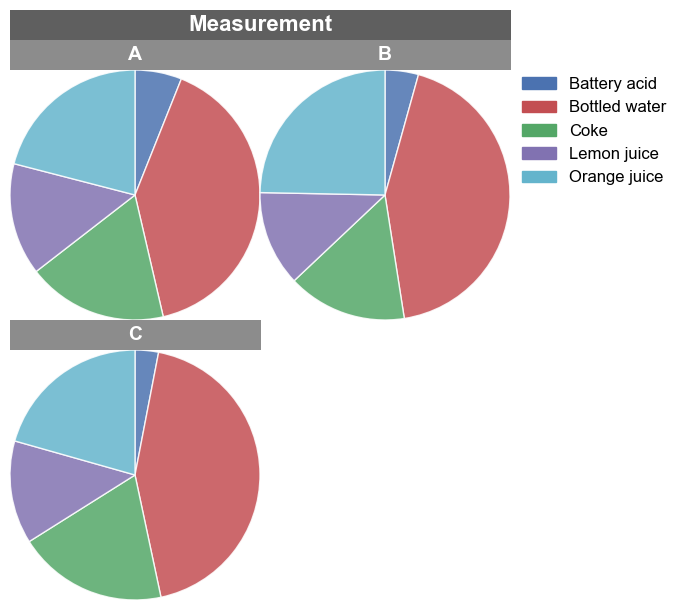 Measurement
A
B
Battery acid
Bottled water
Coke
Lemon juice
Orange juice
C